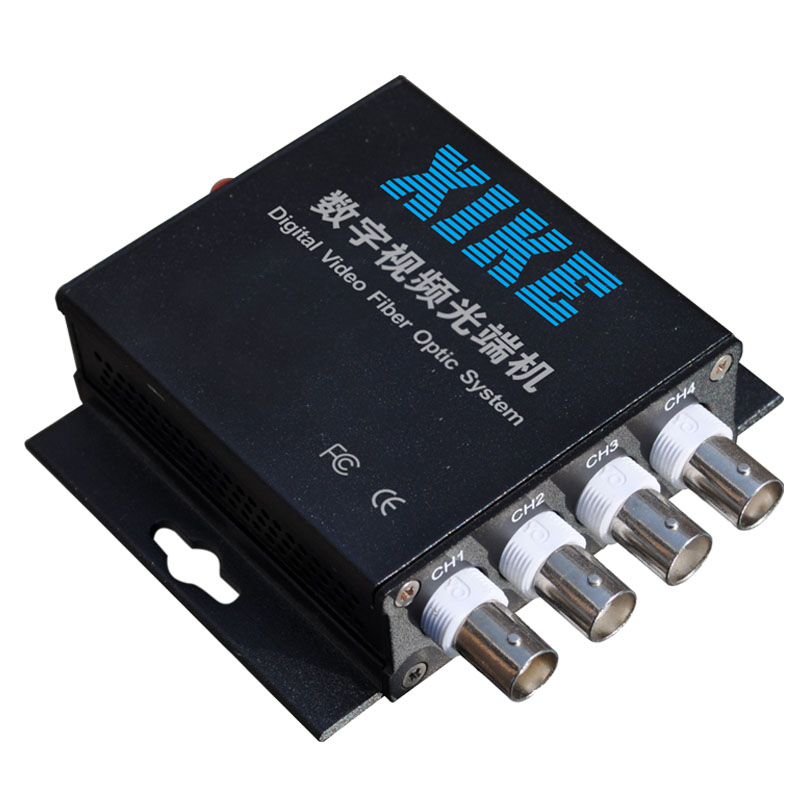 XIKE
数字视频光端机
Digital Video Fiber Optic System
FC CE
CH1 CH2 CH3 CH4